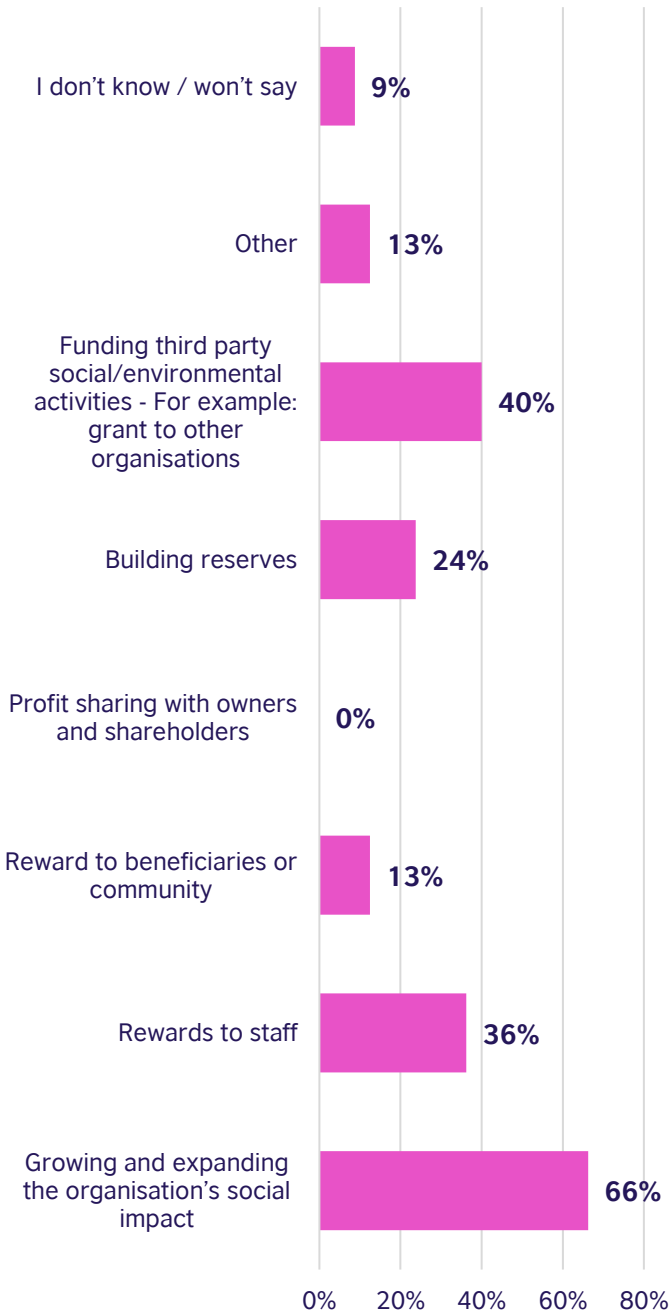 I don’t know / won’t say
9%
Other
13%
Funding third party
social/environmental
activities - For example:
grant to other
organisations
40%
Building reserves
24%
Profit sharing with owners
and shareholders
0%
Reward to beneficiaries or
community
13%
Rewards to staff
36%
Growing and expanding
the organisation’s social
impact
66%
0% 20% 40% 60% 80%